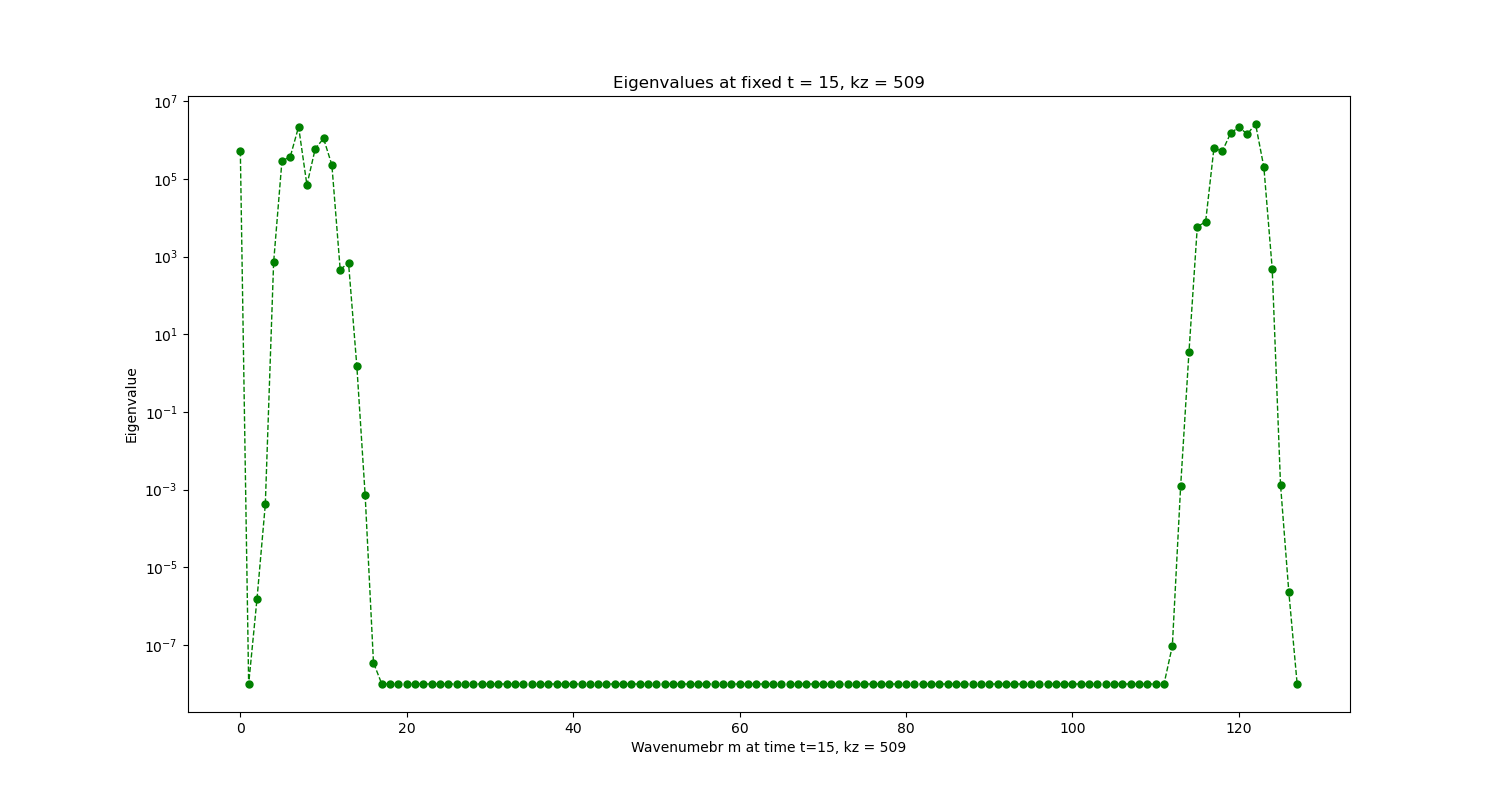 Eigenvalues at fixed t = 15, kz = 509
Eigenvalue
10^7
10^5
10^3
10^1
10^-1
10^-3
10^-5
10^-7
0 20 40 60 80 100 120
Wavenumebr m at time t=15, kz = 509